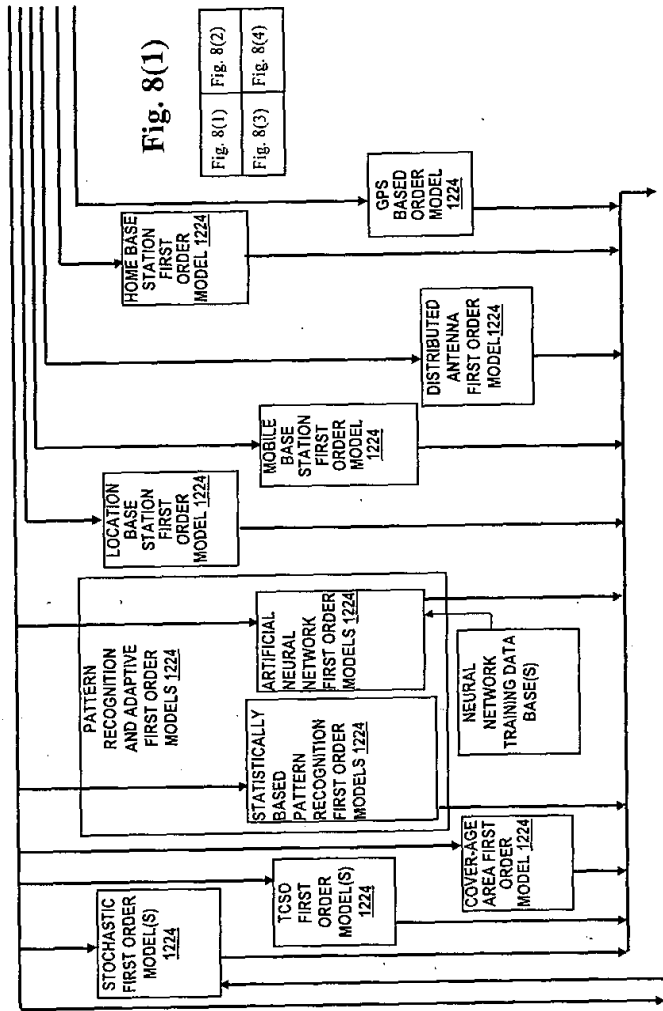 Fig. 8(1)
Fig. 8(1) Fig. 8(2)
Fig. 8(3) Fig. 8(4)
STOCHASTIC
FIRST ORDER
MODEL(S)
1224
TCSO FIRST
ORDER
MODEL(S)
1224
COVER-AGE
AREA FIRST
ORDER
MODEL 1224
PATTERN
RECOGNITION
AND ADAPTIVE
FIRST ORDER
MODELS 1224
STATISTICALLY
BASED
PATTERN
RECOGNITION
FIRST ORDER
MODELS 1224
ARTIFICIAL
NEURAL
NETWORK
FIRST ORDER
MODELS 1224
NEURAL
NETWORK
TRAINING DATA
BASE(S)
LOCATION
BASE
STATION
FIRST
ORDER
MODEL 1224
MOBILE
BASE
STATION
FIRST
ORDER
MODEL
1224
DISTRIBUTED
ANTENNA
FIRST ORDER
MODEL1224
HOME BASE
STATION
FIRST
ORDER
MODEL 1224
GPS
BASED
ORDER
MODEL
1224